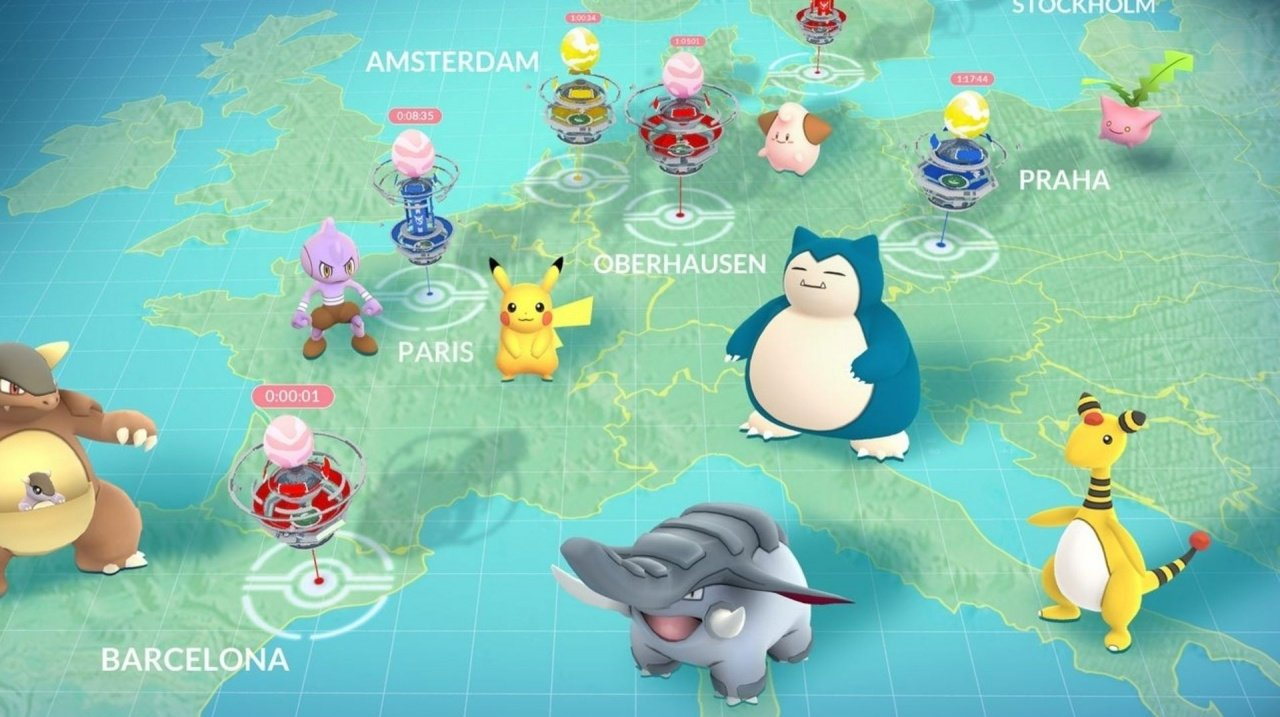 STOCKHOLM
1:00:34
AMSTERDAM
1:05:01
1:17:44
0:08:35
PRAHA
OBERHAUSEN
PARIS
0:00:01
BARCELONA